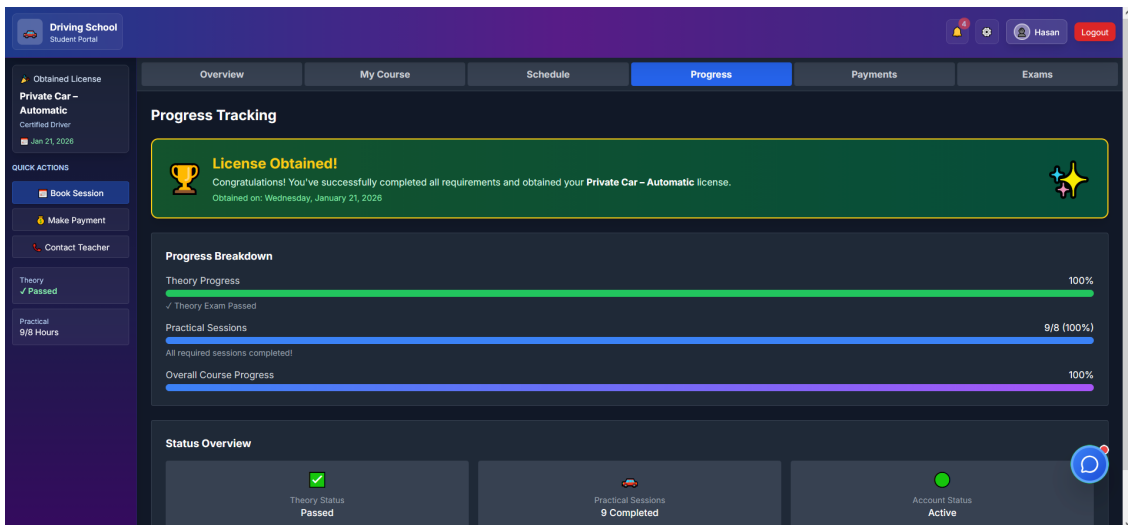 Driving School
Student Portal
4
Hasan
Logout
Obtained License
Private Car –
Automatic
Certified Driver
Jan 21, 2026
QUICK ACTIONS
Book Session
Make Payment
Contact Teacher
Theory
✓ Passed
Practical
9/8 Hours
Overview
My Course
Schedule
Progress
Payments
Exams
Progress Tracking
License Obtained!
Congratulations! You've successfully completed all requirements and obtained your Private Car – Automatic license.
Obtained on: Wednesday, January 21, 2026
Progress Breakdown
Theory Progress 100%
✓ Theory Exam Passed
Practical Sessions 9/8 (100%)
All required sessions completed!
Overall Course Progress 100%
Status Overview
Theory Status
Passed
Practical Sessions
9 Completed
Account Status
Active